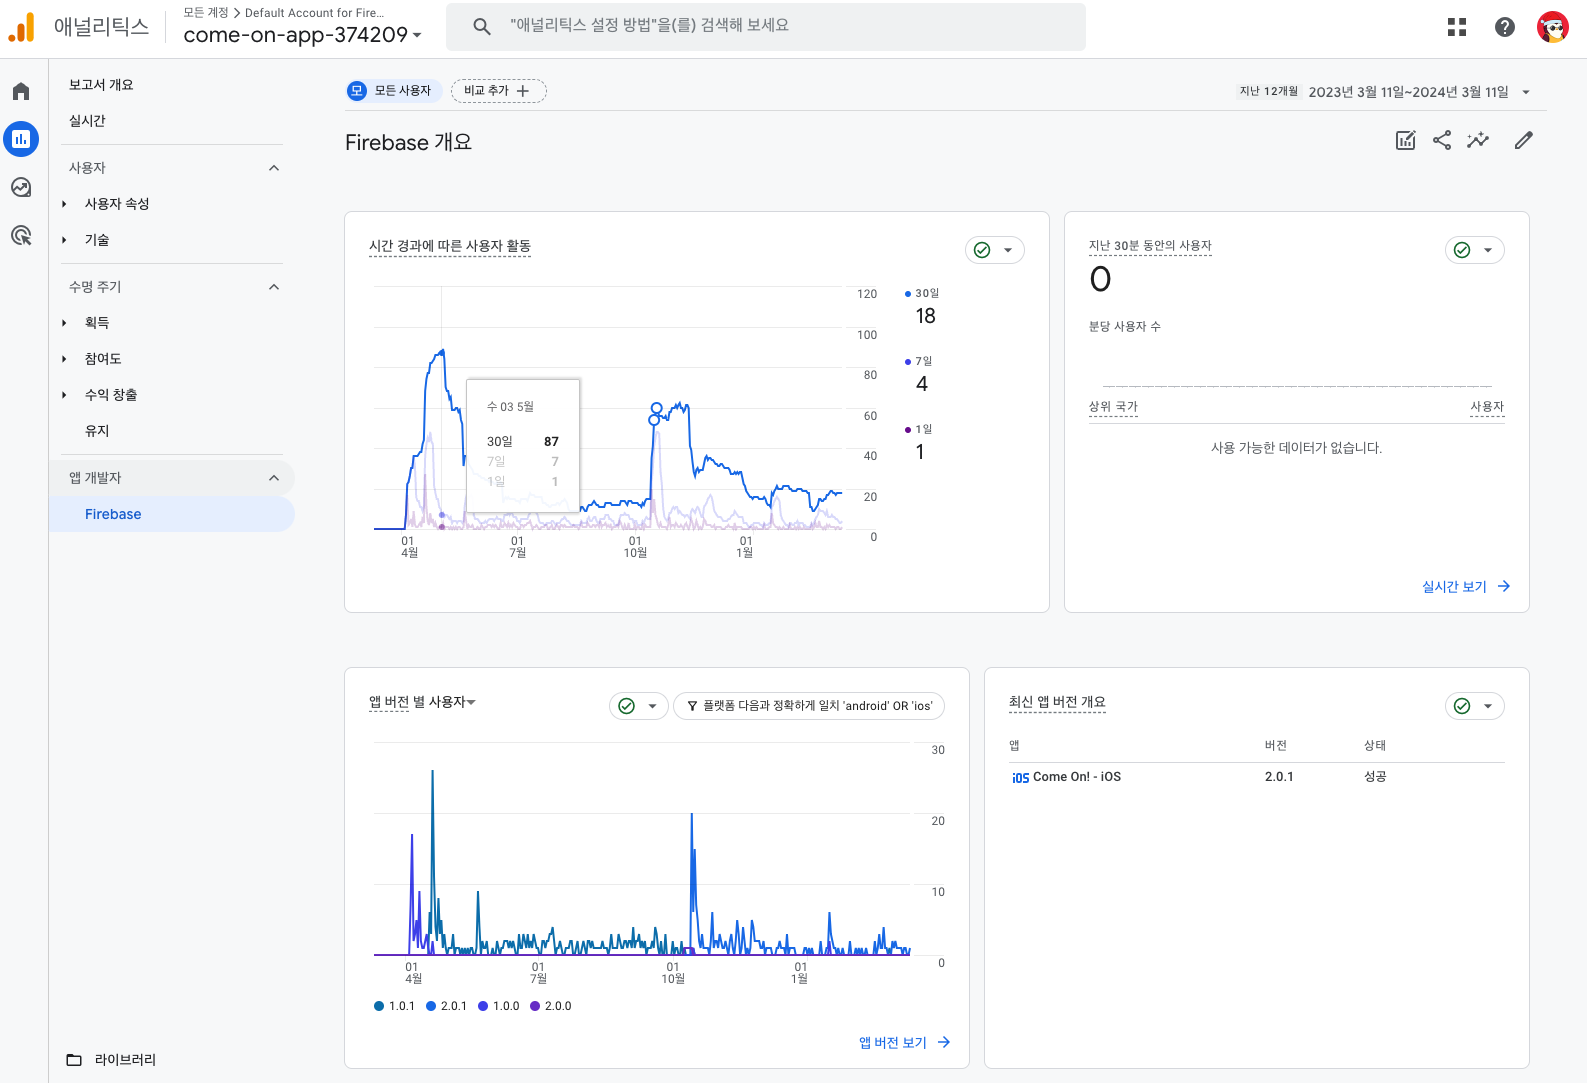 애널리틱스
모든 계정 > Default Account for Fire...
come-on-app-374209
"애널리틱스 설정 방법"을(를) 검색해 보세요
보고서 개요
실시간
사용자
사용자 속성
기술
수명 주기
획득
참여도
수익 창출
유지
앱 개발자
Firebase
라이브러리
모 모든 사용자
비교 추가 +
지난 12개월 2023년 3월 11일~2024년 3월 11일
Firebase 개요
시간 경과에 따른 사용자 활동
120
100
80
60
40
20
0
01
4월
01
7월
01
10월
01
1월
수 03 5월
30일 87
7일 7
1일 1
30일
18
7일
4
1일
1
지난 30분 동안의 사용자
0
분당 사용자 수
상위 국가 사용자
사용 가능한 데이터가 없습니다.
실시간 보기
앱 버전 별 사용자
플랫폼 다음과 정확하게 일치 'android' OR 'ios'
30
20
10
0
01
4월
01
7월
01
10월
01
1월
1.0.1 2.0.1 1.0.0 2.0.0
앱 버전 보기
최신 앱 버전 개요
앱 버전 상태
iOS Come On! - iOS 2.0.1 성공